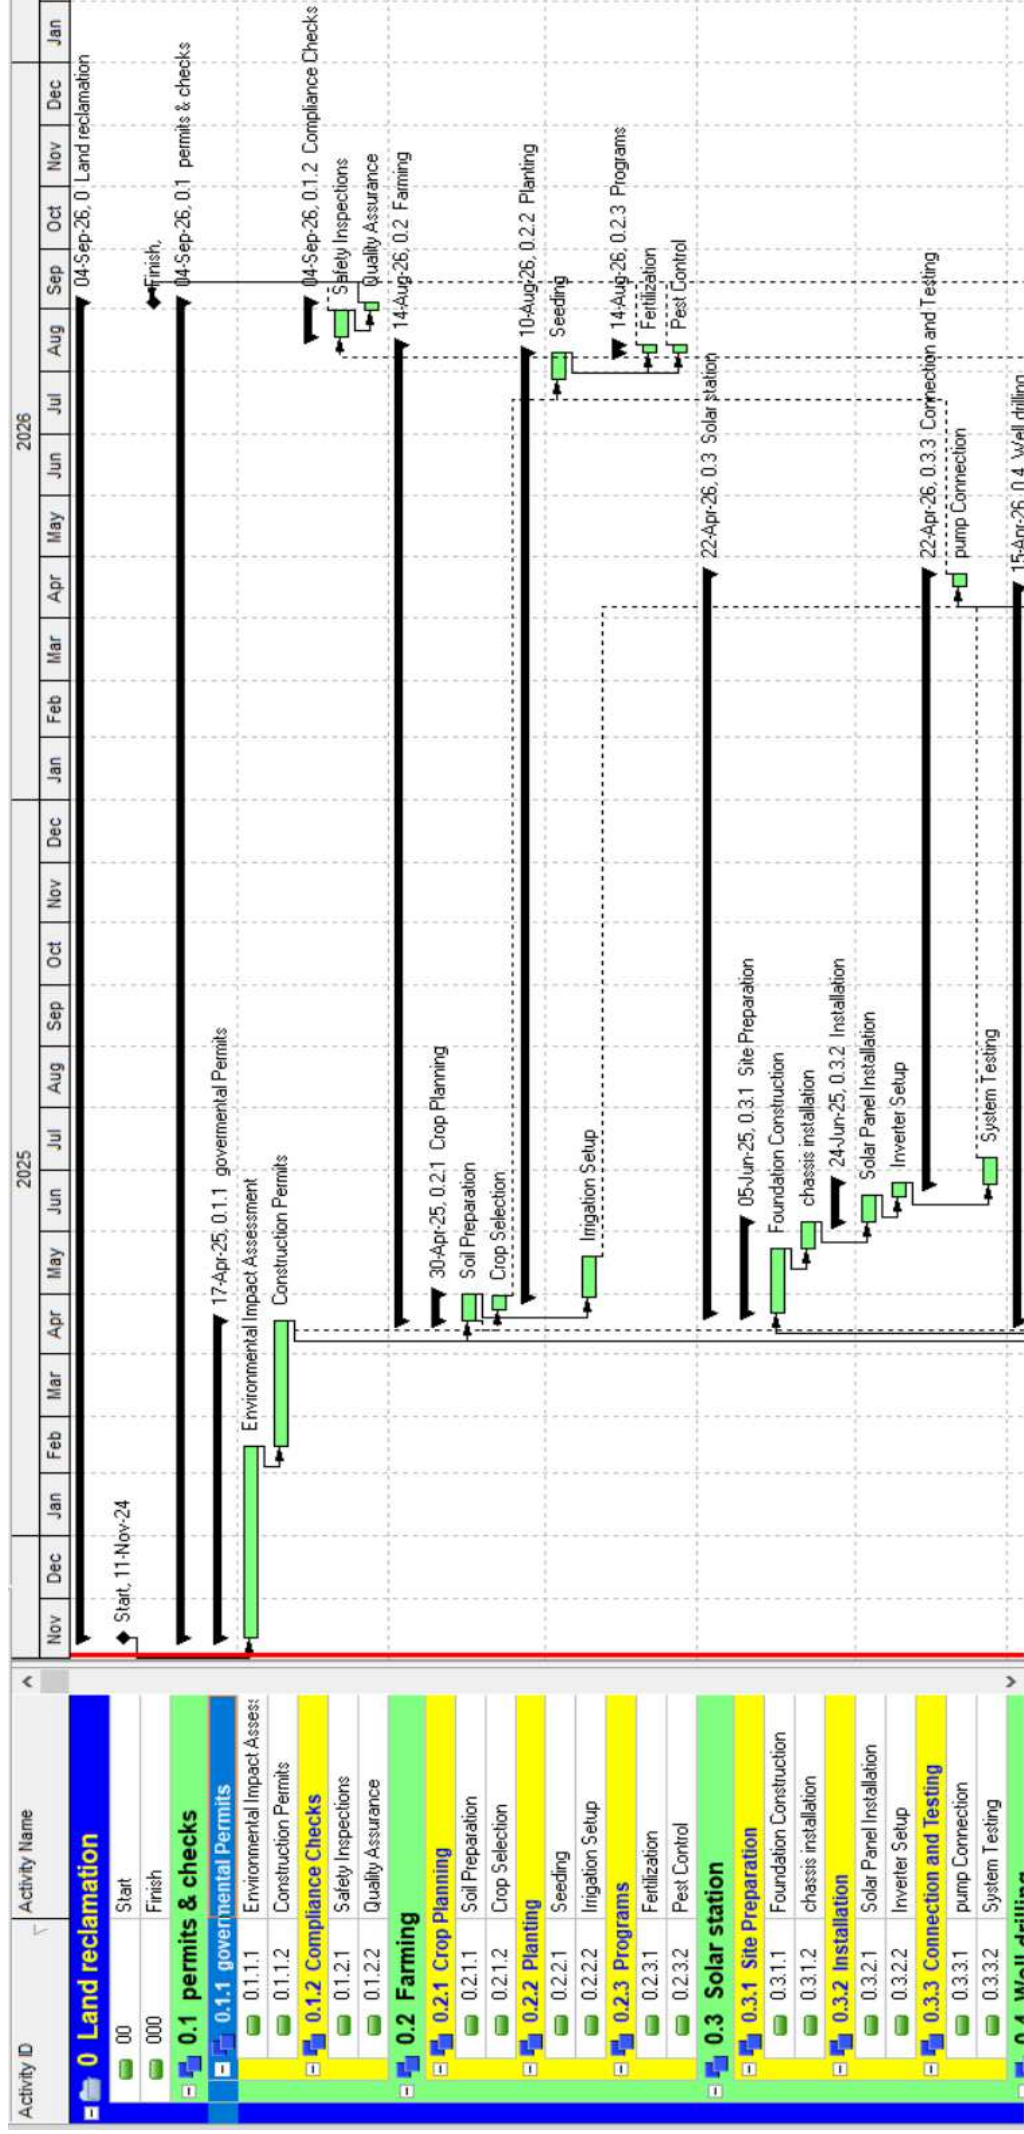 Activity ID Activity Name
2025 2026
Nov Dec Jan Feb Mar Apr May Jun Jul Aug Sep Oct Nov Dec Jan Feb Mar Apr May Jun Jul Aug Sep Oct Nov Dec Jan
0 Land reclamation 04-Sep-26, 0 Land reclamation
00 Start Start, 11-Nov-24
000 Finish Finish,
0.1 permits & checks 04-Sep-26, 0.1 permits & checks
0.1.1 govermental Permits 17-Apr-25, 0.1.1 govermental Permits
0.1.1.1 Environmental Impact Assess Environmental Impact Assessment
0.1.1.2 Construction Permits Construction Permits
0.1.2 Compliance Checks 04-Sep-26, 0.1.2 Compliance Checks
0.1.2.1 Safety Inspections Safety Inspections
0.1.2.2 Quality Assurance Quality Assurance
0.2 Farming 14-Aug-26, 0.2 Farming
0.2.1 Crop Planning 30-Apr-25, 0.2.1 Crop Planning
0.2.1.1 Soil Preparation Soil Preparation
0.2.1.2 Crop Selection Crop Selection
0.2.2 Planting 10-Aug-26, 0.2.2 Planting
0.2.2.1 Seeding Seeding
0.2.2.2 Irrigation Setup Irrigation Setup
0.2.3 Programs 14-Aug-26, 0.2.3 Programs
0.2.3.1 Fertilization Fertilization
0.2.3.2 Pest Control Pest Control
0.3 Solar station 22-Apr-26, 0.3 Solar station
0.3.1 Site Preparation 05-Jun-25, 0.3.1 Site Preparation
0.3.1.1 Foundation Construction Foundation Construction
0.3.1.2 chassis installation chassis installation
0.3.2 Installation 24-Jun-25, 0.3.2 Installation
0.3.2.1 Solar Panel Installation Solar Panel Installation
0.3.2.2 Inverter Setup Inverter Setup
0.3.3 Connection and Testing 22-Apr-26, 0.3.3 Connection and Testing
0.3.3.1 pump Connection pump Connection
0.3.3.2 System Testing System Testing
0.4 Well drilling 15-Apr-26, 0.4 Well drilling